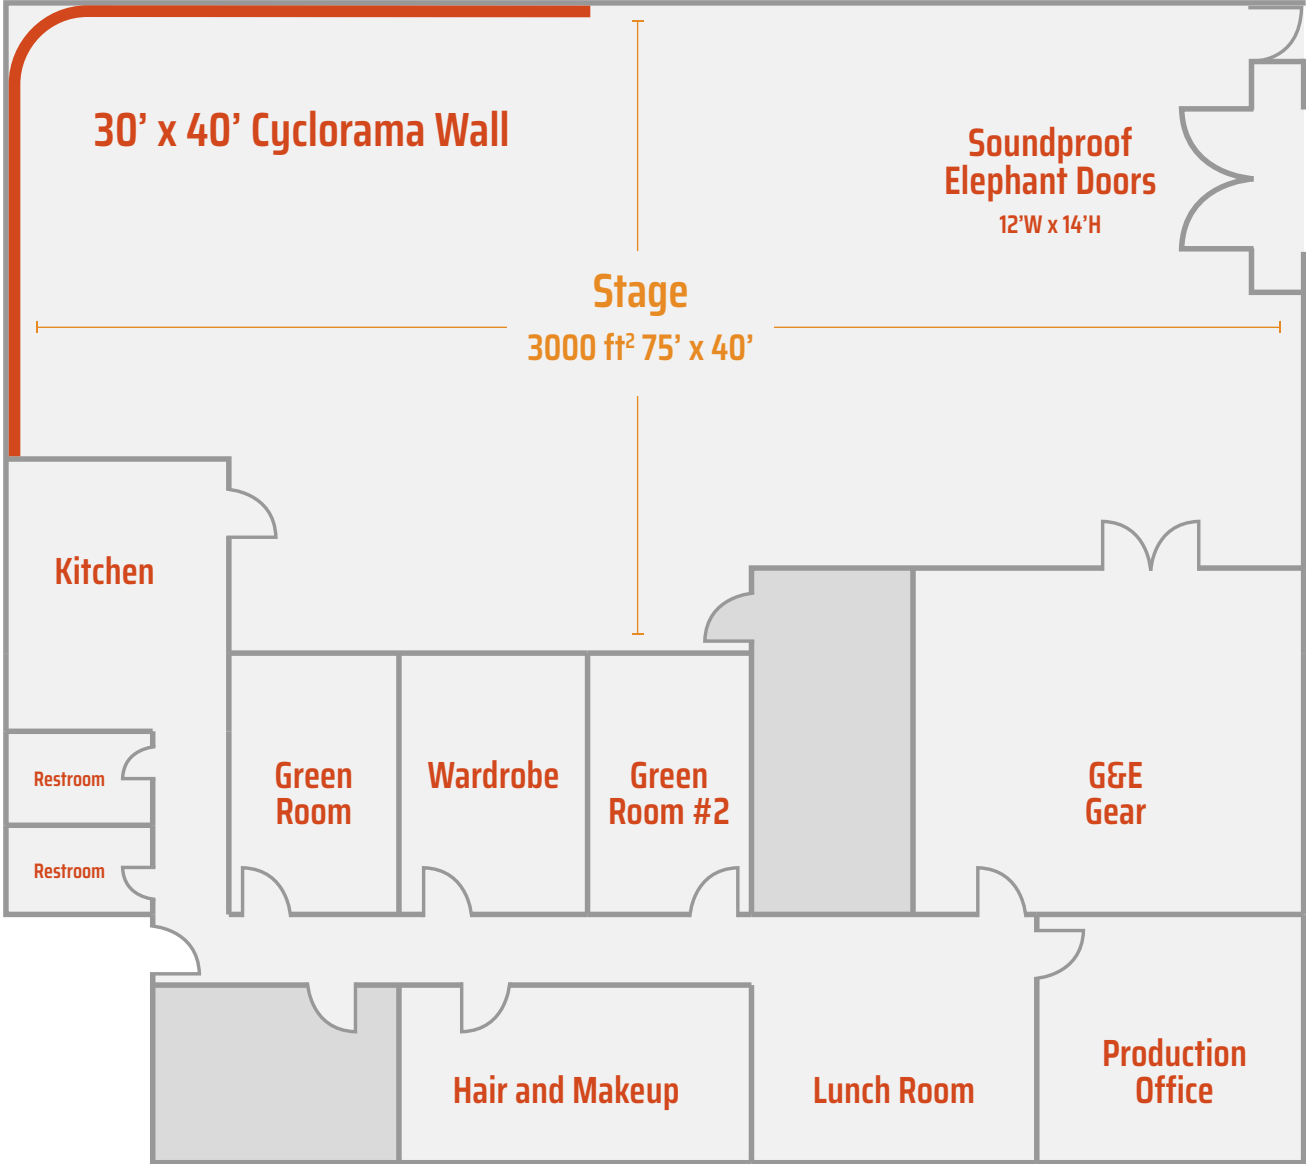 30’ x 40’ Cyclorama Wall
Soundproof
Elephant Doors
12’W x 14’H
Stage
3000 ft² 75’ x 40’
Kitchen
Restroom
Restroom
Green
Room
Wardrobe
Green
Room #2
G&E
Gear
Hair and Makeup
Lunch Room
Production
Office